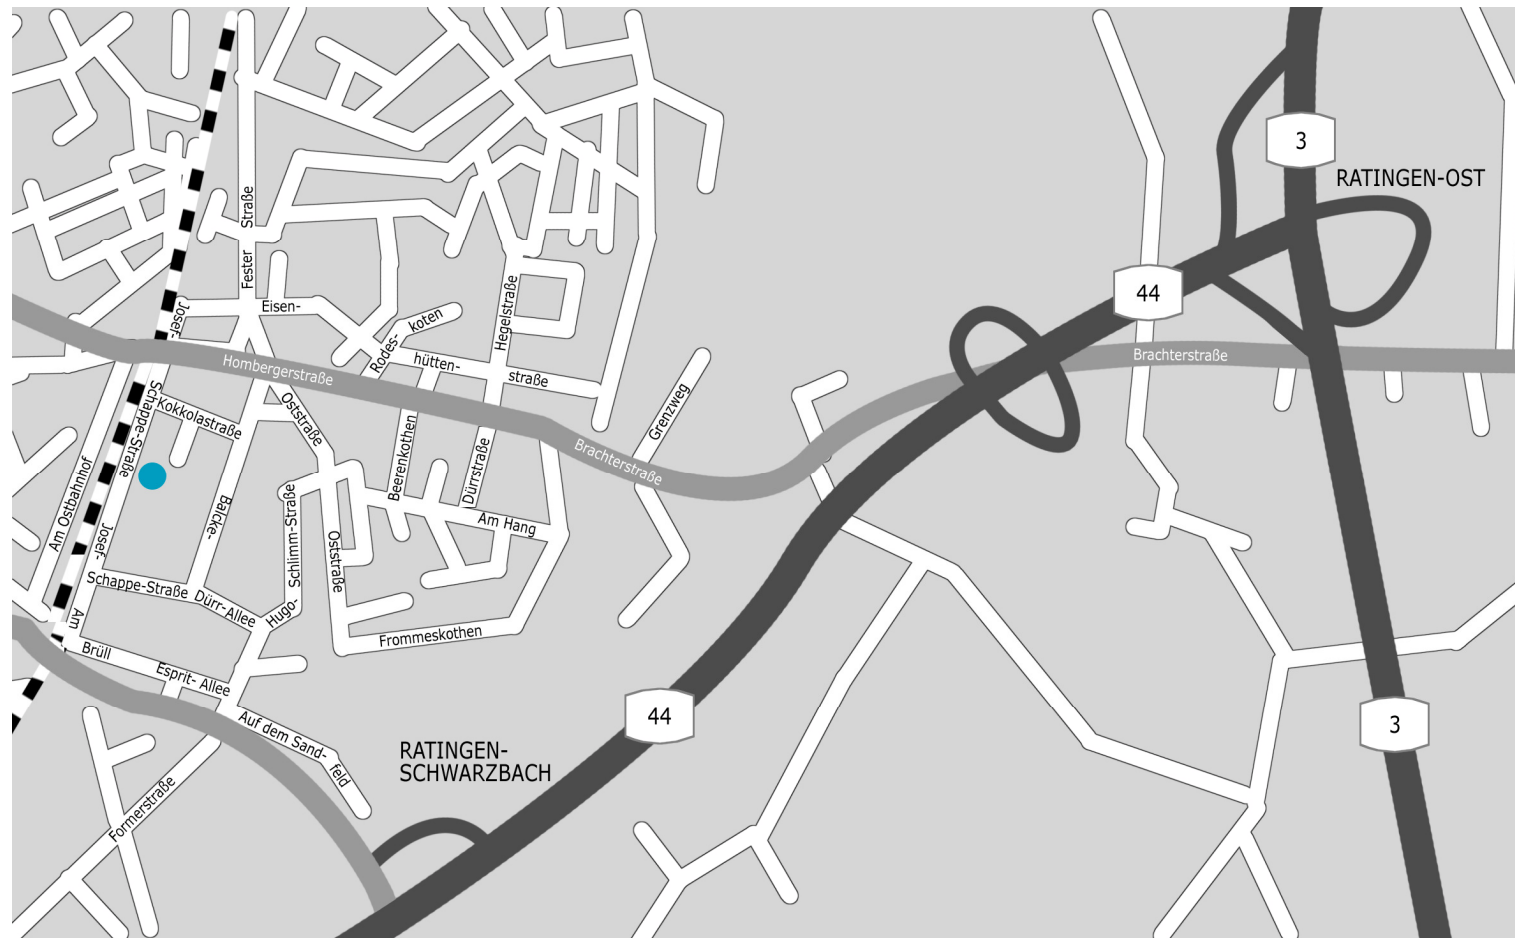 3
RATINGEN-OST
Straße
Fester
44
Eisen-
Josef-
koten
Rodes-
Hegelstraße
hütten-
straße
Hombergerstraße
Brachterstraße
Schappe-Straße
Kokkolastraße
Oststraße
Grenzweg
Beerenkothen
Dürrstraße
Brachterstraße
Am Ostbahnhof
Balcke-
Schlimm-Straße
Am Hang
Josef-
Schappe-Straße
Dürr-Allee
Hugo-
Oststraße
Am
Brüll
Frommeskothen
Esprit- Allee
Auf dem Sand-
feld
44
3
RATINGEN-
SCHWARZBACH
Formerstraße